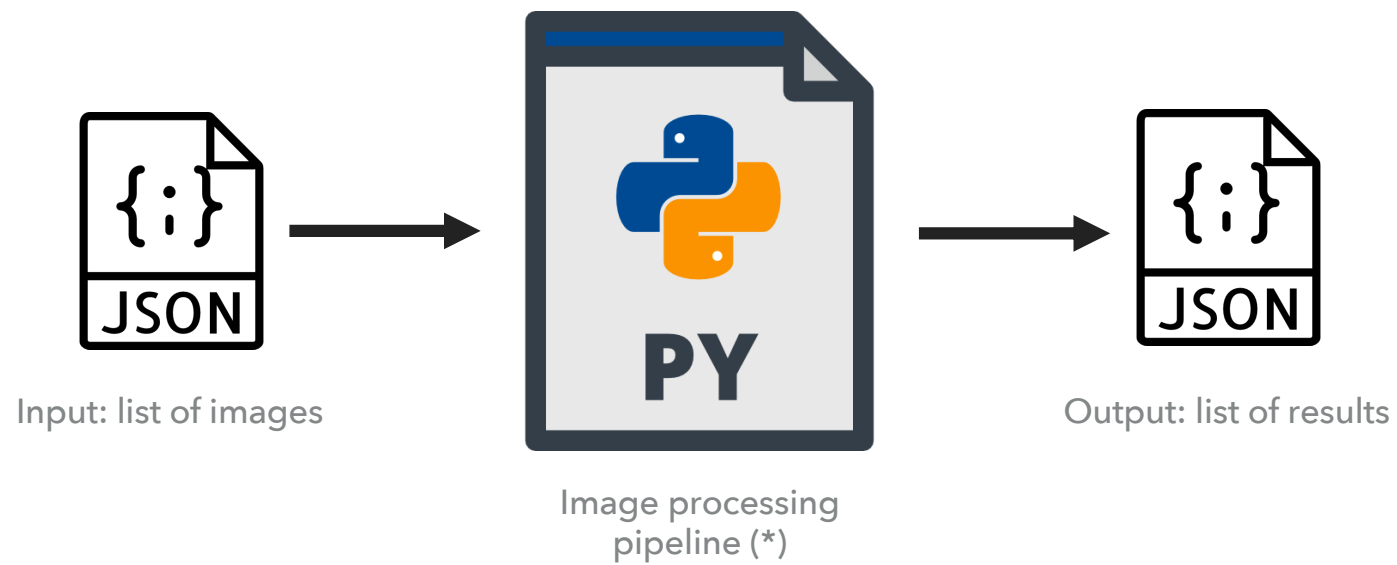 {;}
JSON
Input: list of images
PY
Image processing
pipeline (*)
{;}
JSON
Output: list of results